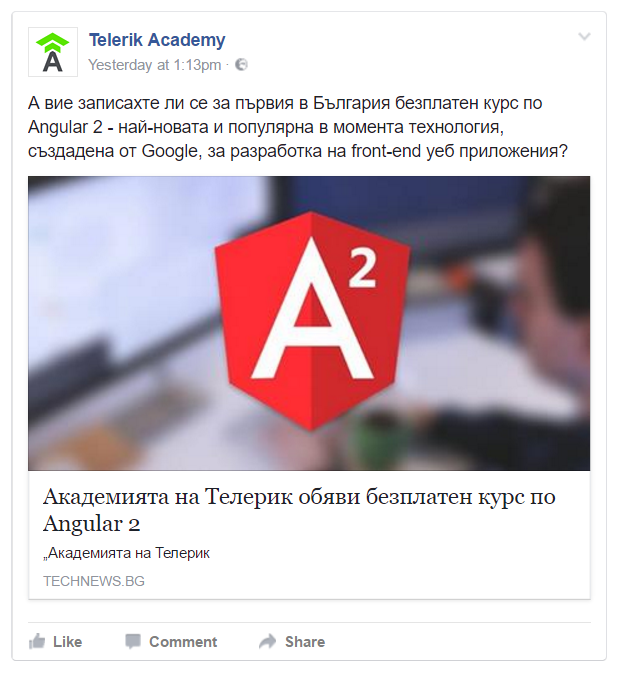 Telerik Academy
Yesterday at 1:13pm ·
А вие записахте ли се за първия в България безплатен курс по
Angular 2 - най-новата и популярна в момента технология,
създадена от Google, за разработка на front-end уеб приложения?
A2
Академията на Телерик обяви безплатен курс по
Angular 2
„Академията на Телерик
TECHNEWS.BG
Like Comment Share